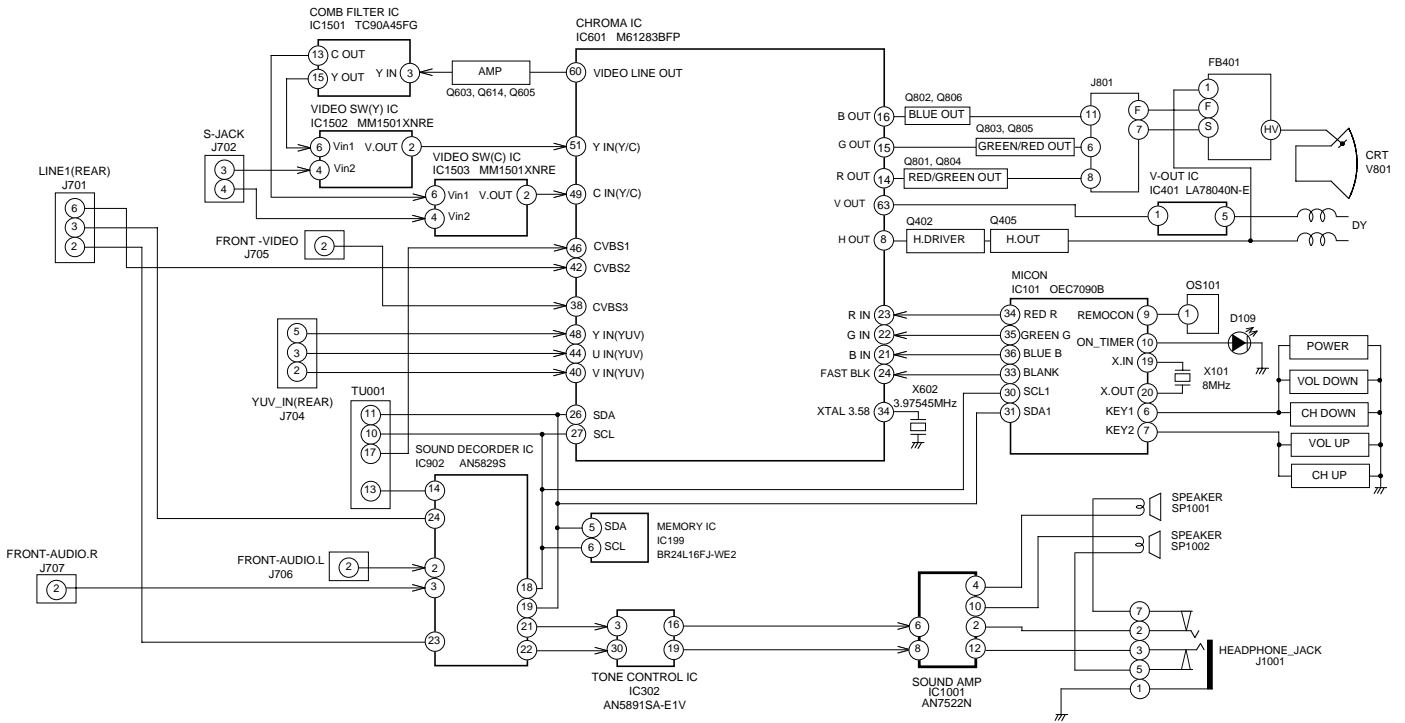 COMB FILTER IC
IC1501 TC90A45FG
13 C OUT
15 Y OUT
Y IN 3
AMP
Q603, Q614, Q605
CHROMA IC
IC601 M61283BFP
60 VIDEO LINE OUT
VIDEO SW(Y) IC
IC1502 MM1501XNRE
6 Vin1
V.OUT 2
4 Vin2
51 Y IN(Y/C)
S-JACK
J702
3
4
VIDEO SW(C) IC
IC1503 MM1501XNRE
6 Vin1
V.OUT 2
4 Vin2
49 C IN(Y/C)
LINE1(REAR)
J701
6
3
2
FRONT -VIDEO
J705
2
46 CVBS1
42 CVBS2
38 CVBS3
5
3
2
YUV_IN(REAR)
J704
48 Y IN(YUV)
44 U IN(YUV)
40 V IN(YUV)
TU001
11
10
17
13
26 SDA
27 SCL
B OUT 16
G OUT 15
R OUT 14
V OUT 63
H OUT 8
R IN 23
G IN 22
B IN 21
FAST BLK 24
XTAL 3.58 34
X602
3.97545MHz
Q802, Q806
BLUE OUT
Q803, Q805
GREEN/RED OUT
Q801, Q804
RED/GREEN OUT
J801
11
6
8
F
7
FB401
1
F
S
HV
CRT
V801
V-OUT IC
IC401 LA78040N-E
1
5
DY
Q402
H.DRIVER
Q405
H.OUT
MICON
IC101 OEC7090B
34 RED R
35 GREEN G
36 BLUE B
33 BLANK
30 SCL1
31 SDA1
REMOCON 9
ON_TIMER 10
X.IN 19
X.OUT 20
KEY1 6
KEY2 7
OS101
1
D109
X101
8MHz
POWER
VOL DOWN
CH DOWN
VOL UP
CH UP
SOUND DECORDER IC
IC902 AN5829S
14
24
2
3
23
18
19
21
22
FRONT-AUDIO.R
J707
2
FRONT-AUDIO.L
J706
2
5 SDA
6 SCL
MEMORY IC
IC199
BR24L16FJ-WE2
3
30
16
19
TONE CONTROL IC
IC302
AN5891SA-E1V
6
8
4
10
2
12
SOUND AMP
IC1001
AN7522N
SPEAKER
SP1001
SPEAKER
SP1002
7
2
3
5
1
HEADPHONE_JACK
J1001